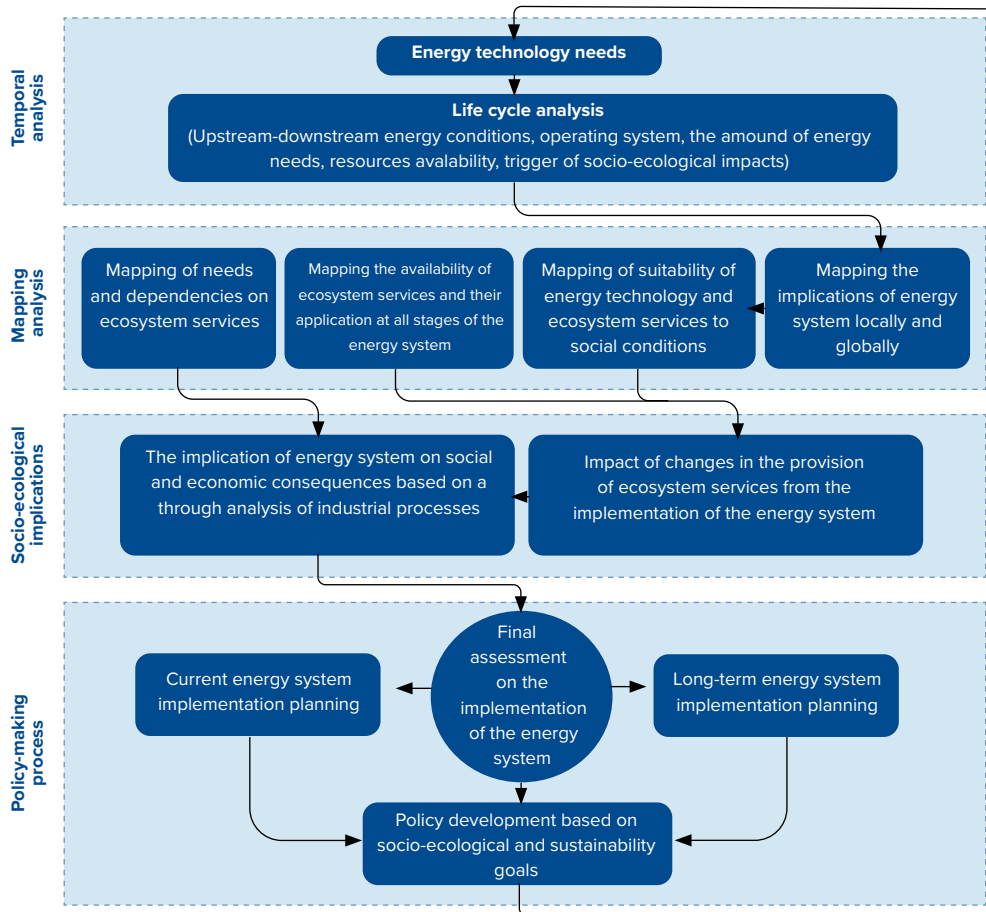 Temporal
analysis
Energy technology needs
Life cycle analysis
(Upstream-downstream energy conditions, operating system, the amount of energy
needs, resources avalability, trigger of socio-ecological impacts)
Mapping
analysis
Mapping of needs
and dependencies on
ecosystem services
Mapping the availability of
ecosystem services and their
application at all stages of the
energy system
Mapping of suitability of
energy technology and
ecosystem services to
social conditions
Mapping the
implications of energy
system locally and
globally
Socio-ecological
implications
The implication of energy system on social
and economic consequences based on a
through analysis of industrial processes
Impact of changes in the provision
of ecosystem services from the
implementation of the energy system
Policy-making
process
Current energy system
implementation planning
Final
assessment
on the
implementation
of the energy
system
Long-term energy system
implementation planning
Policy development based on
socio-ecological and sustainability
goals